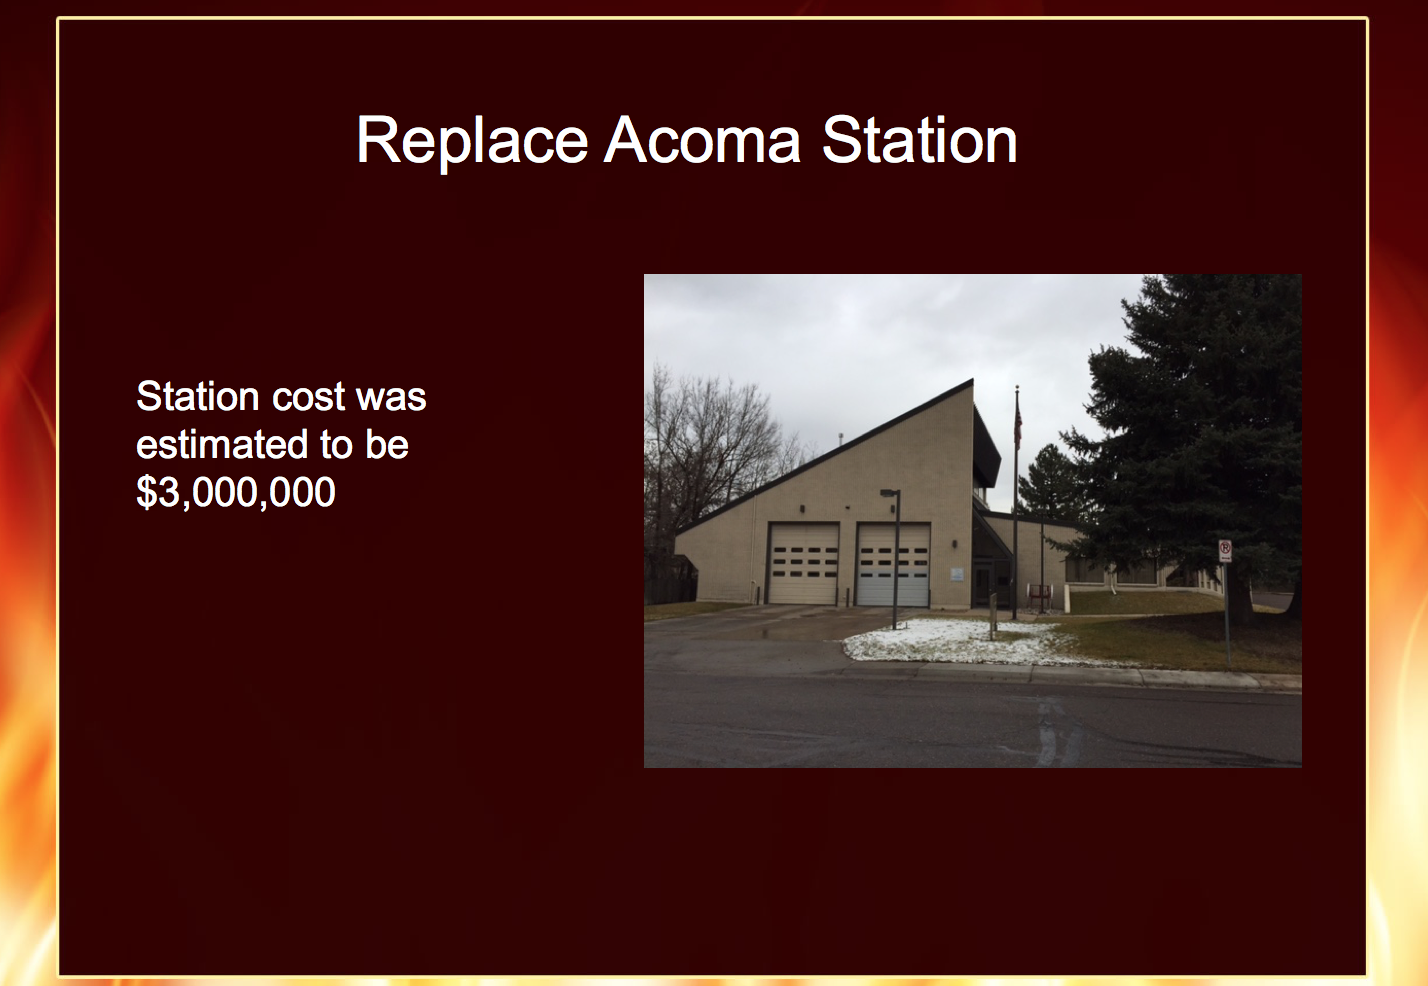 Replace Acoma Station
Station cost was
estimated to be
$3,000,000